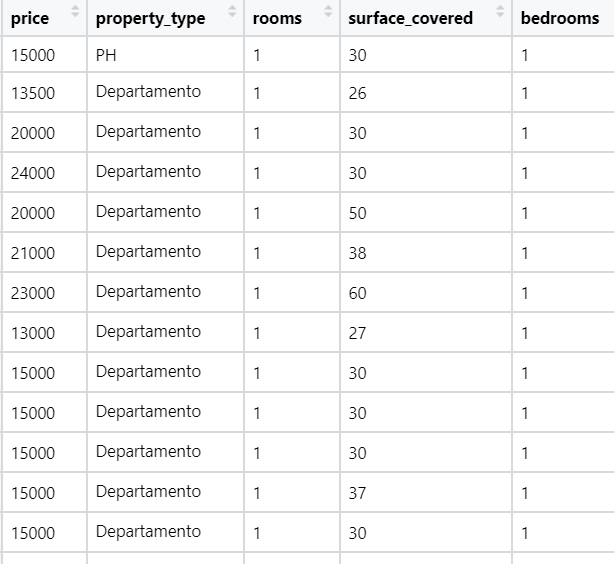 price property_type rooms surface_covered bedrooms
15000 PH 1 30 1
13500 Departamento 1 26 1
20000 Departamento 1 30 1
24000 Departamento 1 30 1
20000 Departamento 1 50 1
21000 Departamento 1 38 1
23000 Departamento 1 60 1
13000 Departamento 1 27 1
15000 Departamento 1 30 1
15000 Departamento 1 30 1
15000 Departamento 1 30 1
15000 Departamento 1 37 1
15000 Departamento 1 30 1